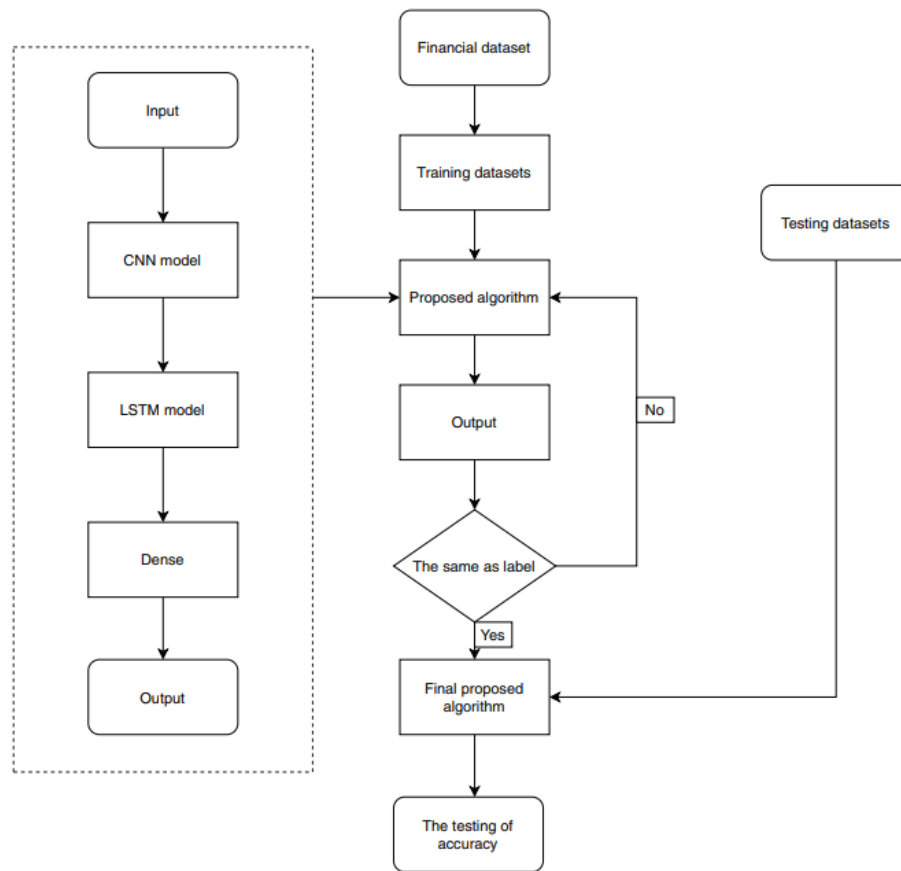 Input
CNN model
LSTM model
Dense
Output
Financial dataset
Training datasets
Proposed algorithm
Output
The same as label
No
Yes
Final proposed
algorithm
The testing of
accuracy
Testing datasets